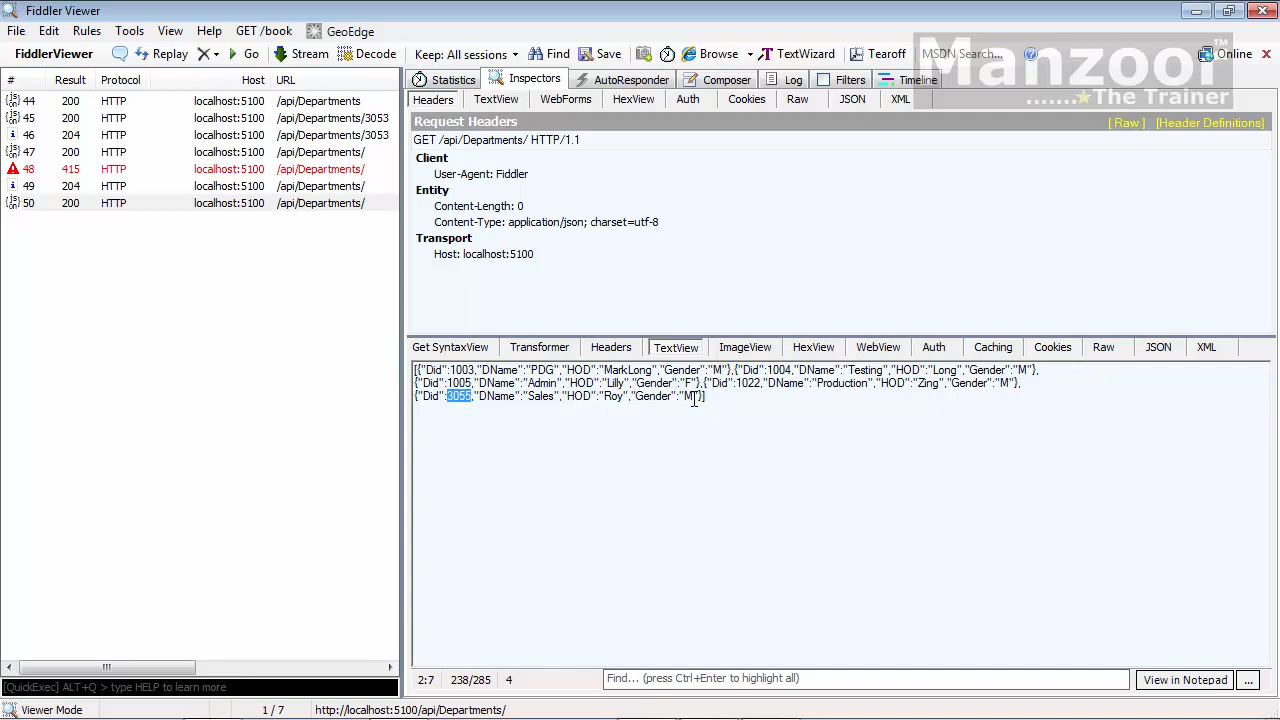 Fiddler Viewer
File Edit Rules Tools View Help GET /book GeoEdge
FiddlerViewer Replay Go Stream Decode Keep: All sessions Find Save Browse TextWizard Tearoff MSDN Search... Online
Manzoor™
.......The Trainer
# Result Protocol Host URL
44 200 HTTP localhost:5100 /api/Departments
45 200 HTTP localhost:5100 /api/Departments/3053
46 204 HTTP localhost:5100 /api/Departments/3053
47 200 HTTP localhost:5100 /api/Departments/
48 415 HTTP localhost:5100 /api/Departments/
49 204 HTTP localhost:5100 /api/Departments/
50 200 HTTP localhost:5100 /api/Departments/
Statistics Inspectors AutoResponder Composer Log Filters Timeline
Headers TextView WebForms HexView Auth Cookies Raw JSON XML
Request Headers [ Raw ] [Header Definitions]
GET /api/Departments/ HTTP/1.1
Client
User-Agent: Fiddler
Entity
Content-Length: 0
Content-Type: application/json; charset=utf-8
Transport
Host: localhost:5100
Get SyntaxView Transformer Headers TextView ImageView HexView WebView Auth Caching Cookies Raw JSON XML
[{"Did":1003,"DName":"PDG","HOD":"MarkLong","Gender":"M"},{"Did":1004,"DName":"Testing","HOD":"Long","Gender":"M"},
{"Did":1005,"DName":"Admin","HOD":"Lilly","Gender":"F"},{"Did":1022,"DName":"Production","HOD":"Zing","Gender":"M"},
{"Did":3055,"DName":"Sales","HOD":"Roy","Gender":"M"}]
2:7 238/285 4 Find... (press Ctrl+Enter to highlight all) View in Notepad ...
[QuickExec] ALT+Q > type HELP to learn more
Viewer Mode 1 / 7 http://localhost:5100/api/Departments/